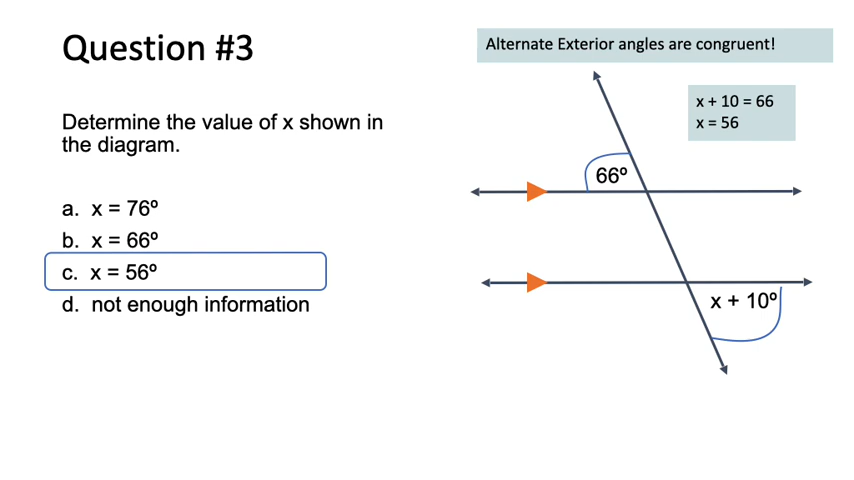 Question #3
Alternate Exterior angles are congruent!
x + 10 = 66
x = 56
Determine the value of x shown in
the diagram.
66º
a. x = 76º
b. x = 66º
c. x = 56º
d. not enough information
x + 10º